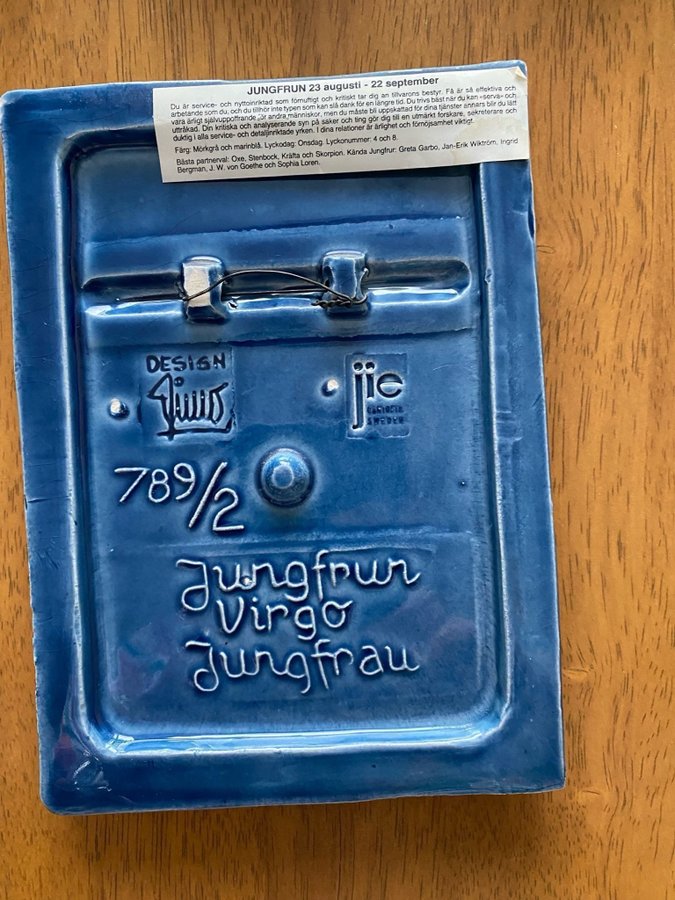 JUNGFRUN 23 augusti - 22 september
Du är service- och nyttoinriktad som förnuftigt och kritiskt tar dig an tillvarons bestyr. Få är så effektiva och
arbetande som du, och du tillhör inte typen som kan slå dank för en längre tid. Du trivs bäst när du kan «serva» och
vara ärligt självuppoffrande för andra människor, men du måste bli uppskattad för dina tjänster annars blir du lätt
uttråkad. Din kritiska och analyserande syn på saker och ting gör dig till en utmärkt forskare, sekreterare och
duktig i alla service- och detaljinriktade yrken. I dina relationer är ärlighet och förnöjsamhet viktigt.
Färg: Mörkgrå och marinblå. Lyckodag: Onsdag. Lyckonummer: 4 och 8.
Bästa partnerval: Oxe, Stenbock, Kräfta och Skorpion. Kända Jungfrur: Greta Garbo, Jan-Erik Wikström, Ingrid
Bergman, J. W. von Goethe och Sophia Loren.
DESIGN
jie
SWEDEN
789/2
Jungfrun
Virgo
Jungfrau